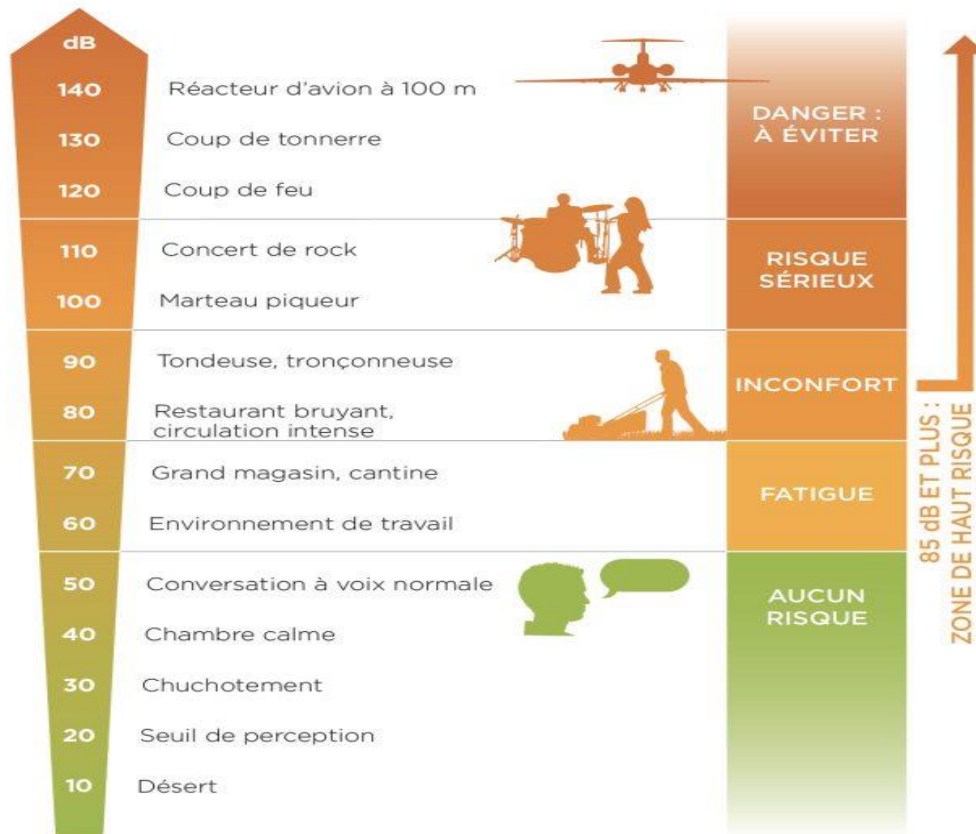 dB
140 Réacteur d'avion à 100 m
130 Coup de tonnerre
120 Coup de feu
DANGER :
À ÉVITER
110 Concert de rock
100 Marteau piqueur
RISQUE
SÉRIEUX
90 Tondeuse, tronçonneuse
80 Restaurant bruyant,
circulation intense
INCONFORT
70 Grand magasin, cantine
60 Environnement de travail
FATIGUE
50 Conversation à voix normale
40 Chambre calme
30 Chuchotement
20 Seuil de perception
10 Désert
AUCUN
RISQUE
85 dB ET PLUS :
ZONE DE HAUT RISQUE